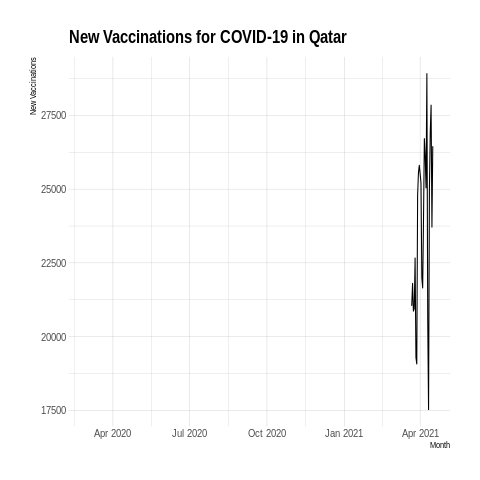 New Vaccinations for COVID-19 in Qatar
New Vaccinations
27500
25000
22500
20000
17500
Apr 2020 Jul 2020 Oct 2020 Jan 2021 Apr 2021
Month